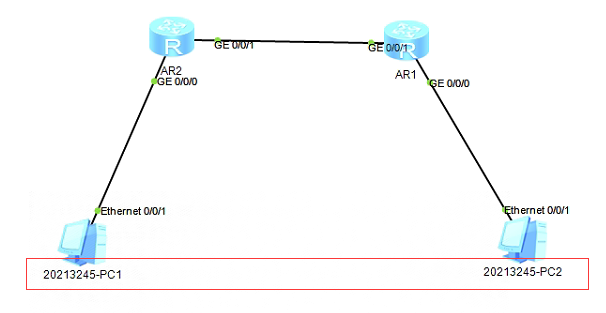 R
R
GE 0/0/1
GE 0/0/1
AR2
AR1
GE 0/0/0
GE 0/0/0
Ethernet 0/0/1
Ethernet 0/0/1
20213245-PC1
20213245-PC2